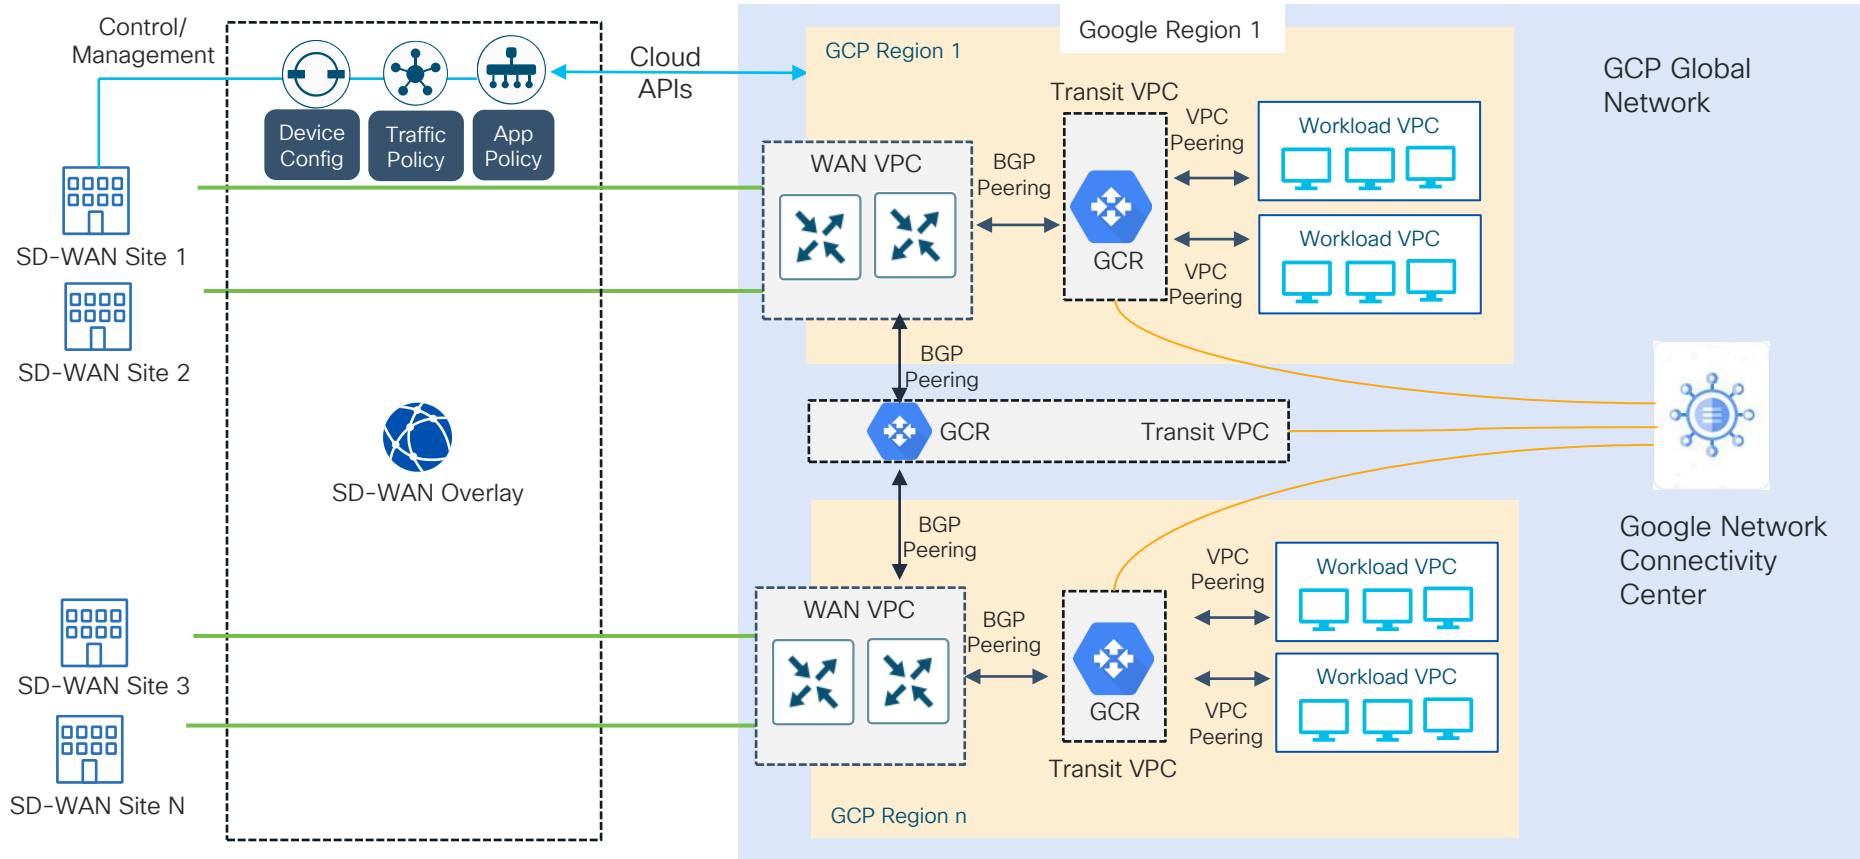 Control/
Management
Device
Config
Traffic
Policy
App
Policy
Cloud
APIs
Google Region 1
GCP Region 1
GCP Global
Network
Transit VPC
VPC
Peering
Workload VPC
WAN VPC
BGP
Peering
GCR
Workload VPC
VPC
Peering
SD-WAN Site 1
SD-WAN Site 2
BGP
Peering
GCR
Transit VPC
SD-WAN Overlay
BGP
Peering
Google Network
Connectivity
Center
VPC
Peering
Workload VPC
WAN VPC
BGP
Peering
GCR
Workload VPC
VPC
Peering
Transit VPC
SD-WAN Site 3
SD-WAN Site N
GCP Region n